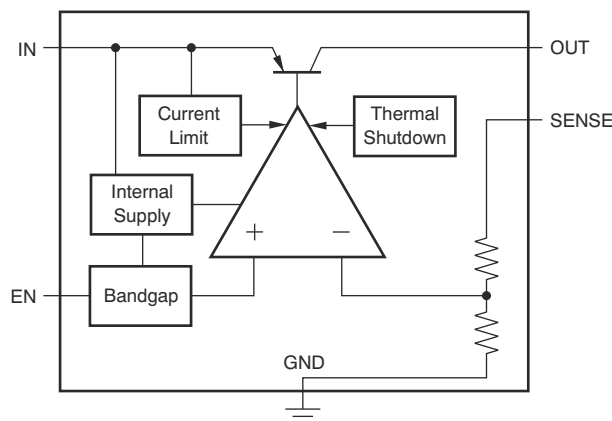 IN
OUT
Current
Limit
Thermal
Shutdown
SENSE
Internal
Supply
+
−
EN
Bandgap
GND